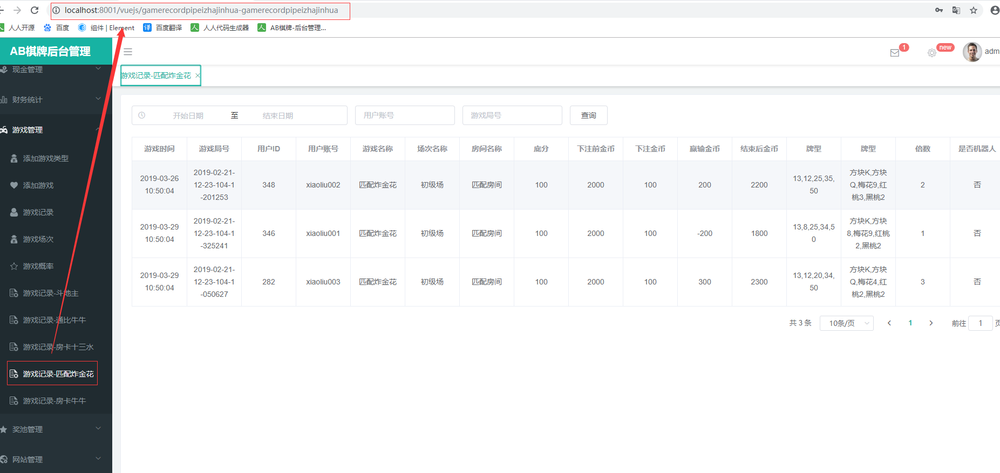 localhost:8001/vuejs/gamerecordpipeizhajinhua-gamerecordpipeizhajinhua
人人开源 百度 组件 | Element 译 百度翻译 人 人人代码生成器 人 AB棋牌-后台管理...
AB棋牌后台管理
1
new
adm
现金管理
财务统计
游戏管理
添加游戏类型
添加游戏
游戏记录
游戏场次
游戏概率
游戏记录-斗地主
游戏记录-通比牛牛
游戏记录-房卡十三水
游戏记录-匹配炸金花
游戏记录-房卡牛牛
奖池管理
网站管理
游戏记录-匹配炸金花 ×
开始日期 至 结束日期 用户账号 游戏局号 查询
游戏时间 游戏局号 用户ID 用户账号 游戏名称 场次名称 房间名称 底分 下注前金币 下注金币 赢输金币 结束后金币 牌型 牌型 倍数 是否机器人
2019-03-26
10:50:04
2019-02-21-
12-23-104-1
-201253
348 xiaoliu002 匹配炸金花 初级场 匹配房间 100 2000 100 200 2200
13,12,25,35,
50
方块K,方块
Q,梅花9,红
桃3,黑桃2
2 否
2019-03-29
10:50:04
2019-02-21-
12-23-104-1
-325241
346 xiaoliu001 匹配炸金花 初级场 匹配房间 100 2000 100 -200 1800
13,8,25,34,5
0
方块K,方块
8,梅花9,红桃
2,黑桃2
1 否
2019-03-29
10:50:04
2019-02-21-
12-23-104-1
-050627
282 xiaoliu003 匹配炸金花 初级场 匹配房间 100 2000 100 300 2300
13,12,20,34,
50
方块K,方块
Q,梅花4,红
桃2,黑桃2
3 否
共 3 条 10条/页 1 前往 1 页